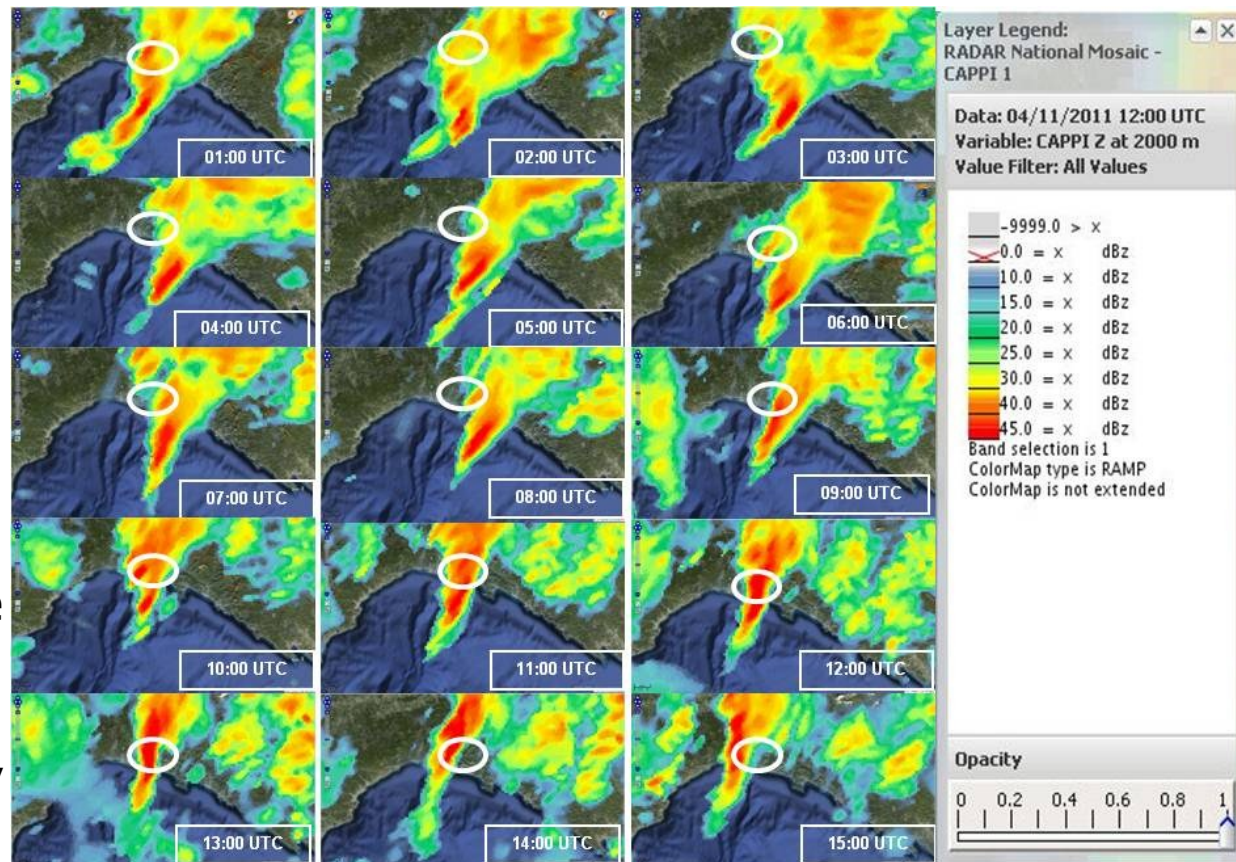 01:00 UTC
02:00 UTC
03:00 UTC
04:00 UTC
05:00 UTC
06:00 UTC
07:00 UTC
08:00 UTC
09:00 UTC
10:00 UTC
11:00 UTC
12:00 UTC
13:00 UTC
14:00 UTC
15:00 UTC
Layer Legend:
RADAR National Mosaic -
CAPPI 1
Data: 04/11/2011 12:00 UTC
Variable: CAPPI Z at 2000 m
Value Filter: All Values
-9999.0 > x
0.0 = x dBz
10.0 = x dBz
15.0 = x dBz
20.0 = x dBz
25.0 = x dBz
30.0 = x dBz
40.0 = x dBz
45.0 = x dBz
Band selection is 1
ColorMap type is RAMP
ColorMap is not extended
Opacity
0 0.2 0.4 0.6 0.8 1